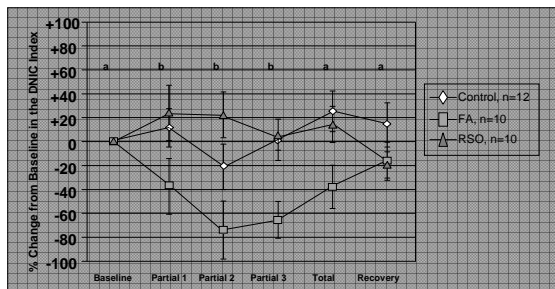 % Change from Baseline in the DNIC Index
+100
+80
+60
+40
+20
0
-20
-40
-60
-80
-100
a b b b a a
Baseline Partial 1 Partial 2 Partial 3 Total Recovery
Control, n=12
FA, n=10
RSO, n=10